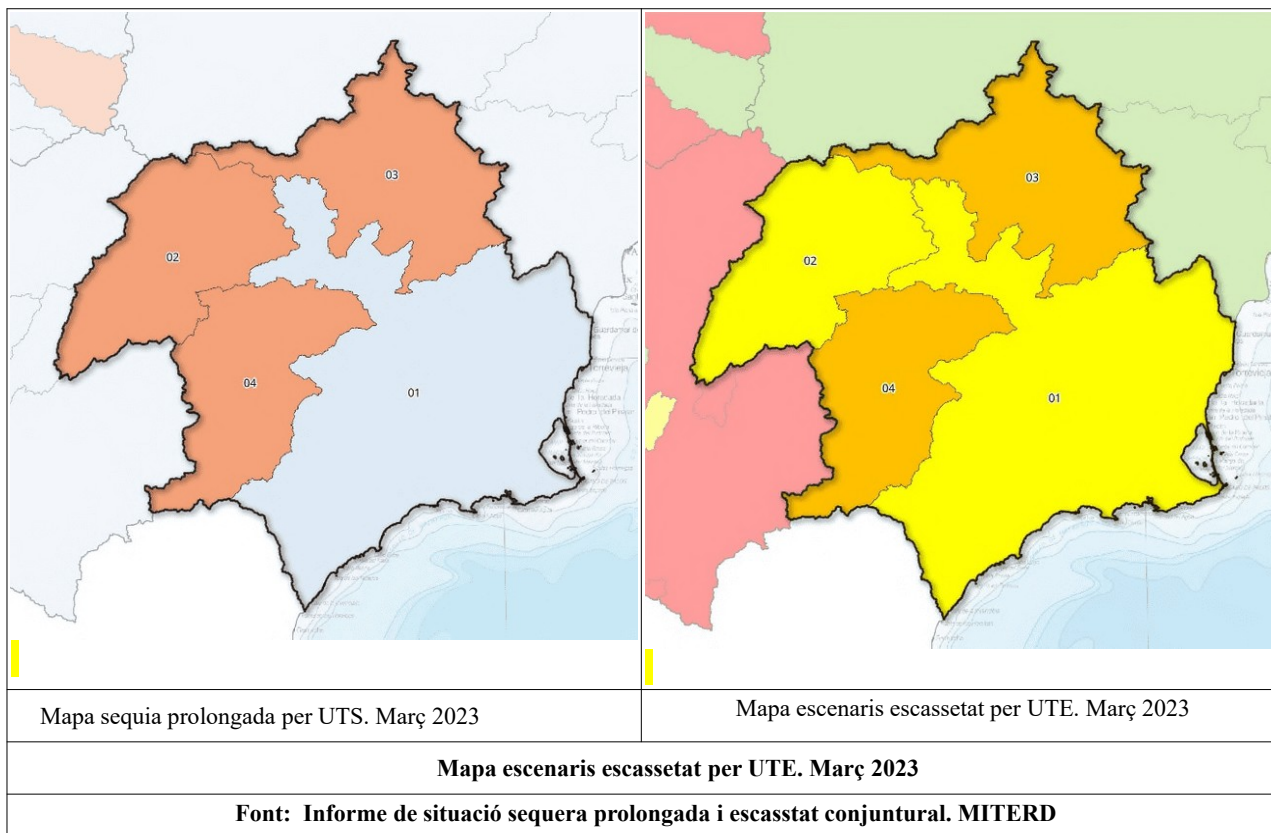 03
02
04
01
03
02
04
01
Mapa sequia prolongada per UTS. Març 2023
Mapa escenaris escassetat per UTE. Març 2023
Mapa escenaris escassetat per UTE. Març 2023
Font: Informe de situació sequera prolongada i escasstat conjuntural. MITERD